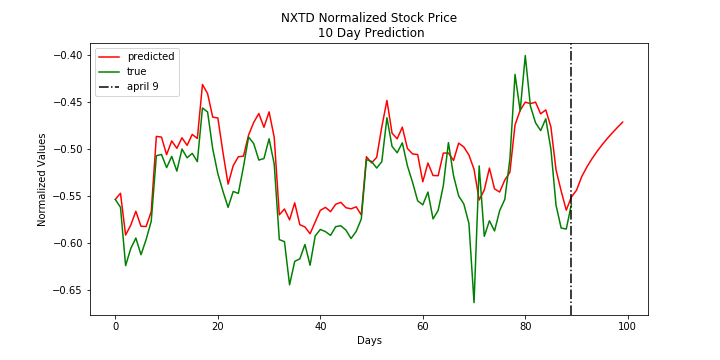 NXTD Normalized Stock Price
10 Day Prediction
predicted
true
april 9
Normalized Values
−0.40
−0.45
−0.50
−0.55
−0.60
−0.65
0 20 40 60 80 100
Days